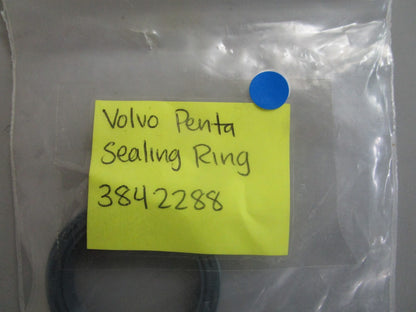 Volvo Penta
Sealing Ring
3842288